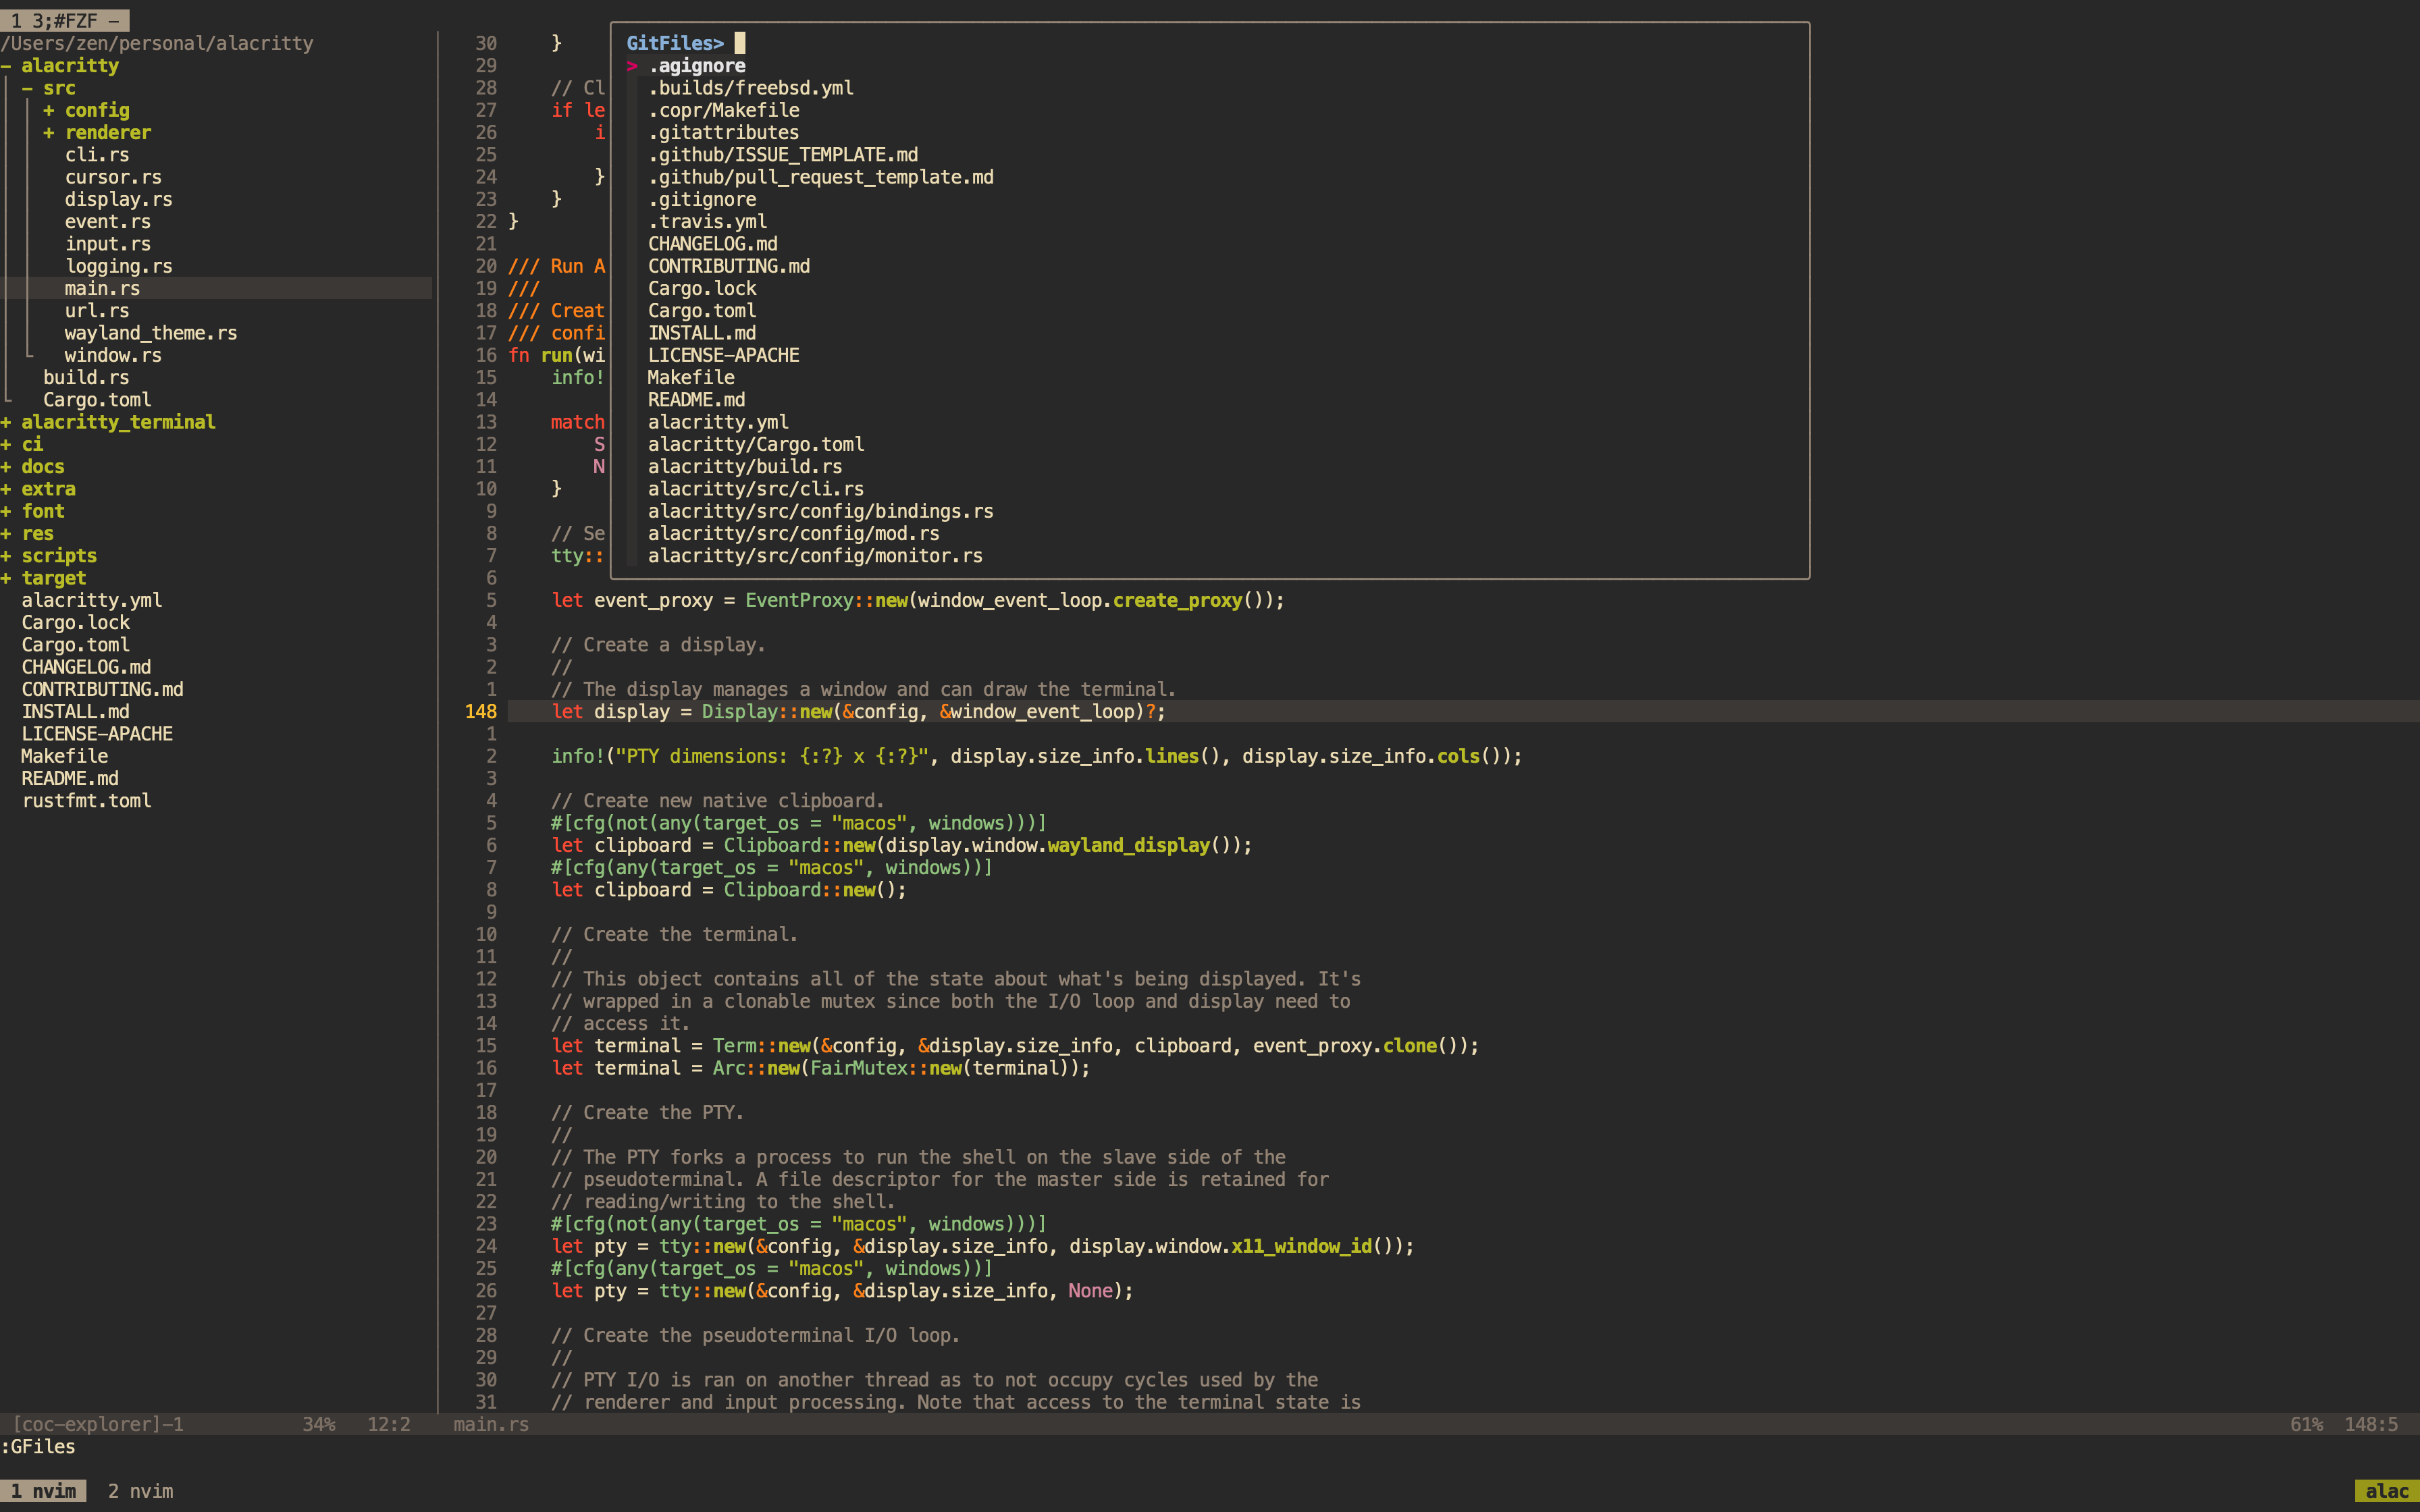 1 3;#FZF -
/Users/zen/personal/alacritty
- alacritty
- src
+ config
+ renderer
cli.rs
cursor.rs
display.rs
event.rs
input.rs
logging.rs
main.rs
url.rs
wayland_theme.rs
window.rs
build.rs
Cargo.toml
+ alacritty_terminal
+ ci
+ docs
+ extra
+ font
+ res
+ scripts
+ target
alacritty.yml
Cargo.lock
Cargo.toml
CHANGELOG.md
CONTRIBUTING.md
INSTALL.md
LICENSE-APACHE
Makefile
README.md
rustfmt.toml
30     }
29
28     // Cl
27     if le
26         i
25
24         }
23     }
22 }
21
20 /// Run A
19 ///
18 /// Creat
17 /// confi
16 fn run(wi
15     info!
14
13     match
12         S
11         N
10     }
9
8     // Se
7     tty::
6
GitFiles>
> .agignore
.builds/freebsd.yml
.copr/Makefile
.gitattributes
.github/ISSUE_TEMPLATE.md
.github/pull_request_template.md
.gitignore
.travis.yml
CHANGELOG.md
CONTRIBUTING.md
Cargo.lock
Cargo.toml
INSTALL.md
LICENSE-APACHE
Makefile
README.md
alacritty.yml
alacritty/Cargo.toml
alacritty/build.rs
alacritty/src/cli.rs
alacritty/src/config/bindings.rs
alacritty/src/config/mod.rs
alacritty/src/config/monitor.rs
5     let event_proxy = EventProxy::new(window_event_loop.create_proxy());
4
3     // Create a display.
2     //
1     // The display manages a window and can draw the terminal.
148     let display = Display::new(&config, &window_event_loop)?;
1
2     info!("PTY dimensions: {:?} x {:?}", display.size_info.lines(), display.size_info.cols());
3
4     // Create new native clipboard.
5     #[cfg(not(any(target_os = "macos", windows)))]
6     let clipboard = Clipboard::new(display.window.wayland_display());
7     #[cfg(any(target_os = "macos", windows))]
8     let clipboard = Clipboard::new();
9
10     // Create the terminal.
11     //
12     // This object contains all of the state about what's being displayed. It's
13     // wrapped in a clonable mutex since both the I/O loop and display need to
14     // access it.
15     let terminal = Term::new(&config, &display.size_info, clipboard, event_proxy.clone());
16     let terminal = Arc::new(FairMutex::new(terminal));
17
18     // Create the PTY.
19     //
20     // The PTY forks a process to run the shell on the slave side of the
21     // pseudoterminal. A file descriptor for the master side is retained for
22     // reading/writing to the shell.
23     #[cfg(not(any(target_os = "macos", windows)))]
24     let pty = tty::new(&config, &display.size_info, display.window.x11_window_id());
25     #[cfg(any(target_os = "macos", windows))]
26     let pty = tty::new(&config, &display.size_info, None);
27
28     // Create the pseudoterminal I/O loop.
29     //
30     // PTY I/O is ran on another thread as to not occupy cycles used by the
31     // renderer and input processing. Note that access to the terminal state is
[coc-explorer]-1 34% 12:2 main.rs 61% 148:5
:GFiles
1 nvim 2 nvim alac